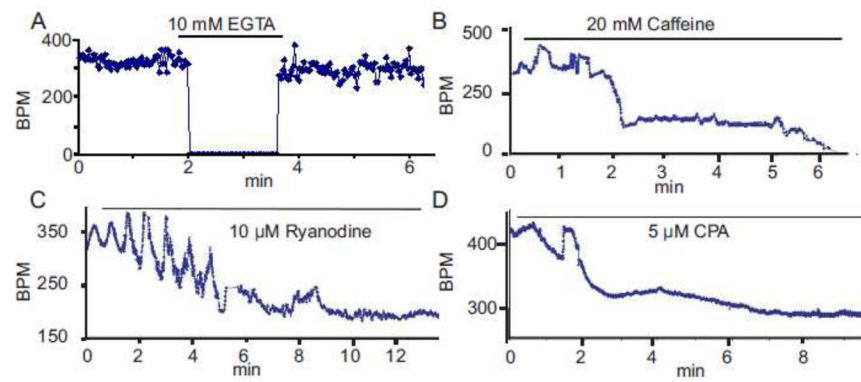 A
10 mM EGTA
400
200
0
BPM
0 2 4 6
min
B
20 mM Caffeine
500
250
0
BPM
0 1 2 3 4 5 6
min
C
10 µM Ryanodine
350
250
150
BPM
0 2 4 6 8 10 12
min
D
5 µM CPA
400
300
BPM
0 2 4 6 8
min